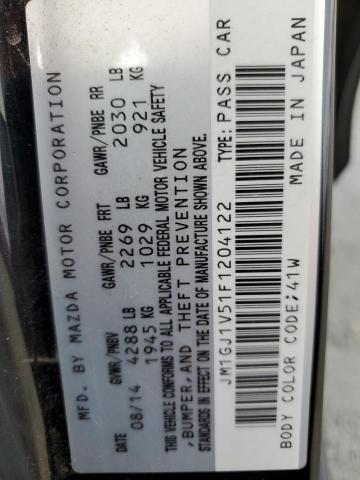 MFD. BY MAZDA MOTOR CORPORATION
GVWR/PNBV GAWR/PNBE FRT GAWR/PNBE RR
DATE
08/14 4288 LB 2269 LB 2030 LB
1945 KG 1029 KG 921 KG
THIS VEHICLE CONFORMS TO ALL APPLICABLE FEDERAL MOTOR VEHICLE SAFETY
,BUMPER,AND THEFT PREVENTION
STANDARDS IN EFFECT ON THE DATE OF MANUFACTURE SHOWN ABOVE.
JM1GJ1V51F1204122 TYPE: PASS CAR
BODY COLOR CODE;41W MADE IN JAPAN